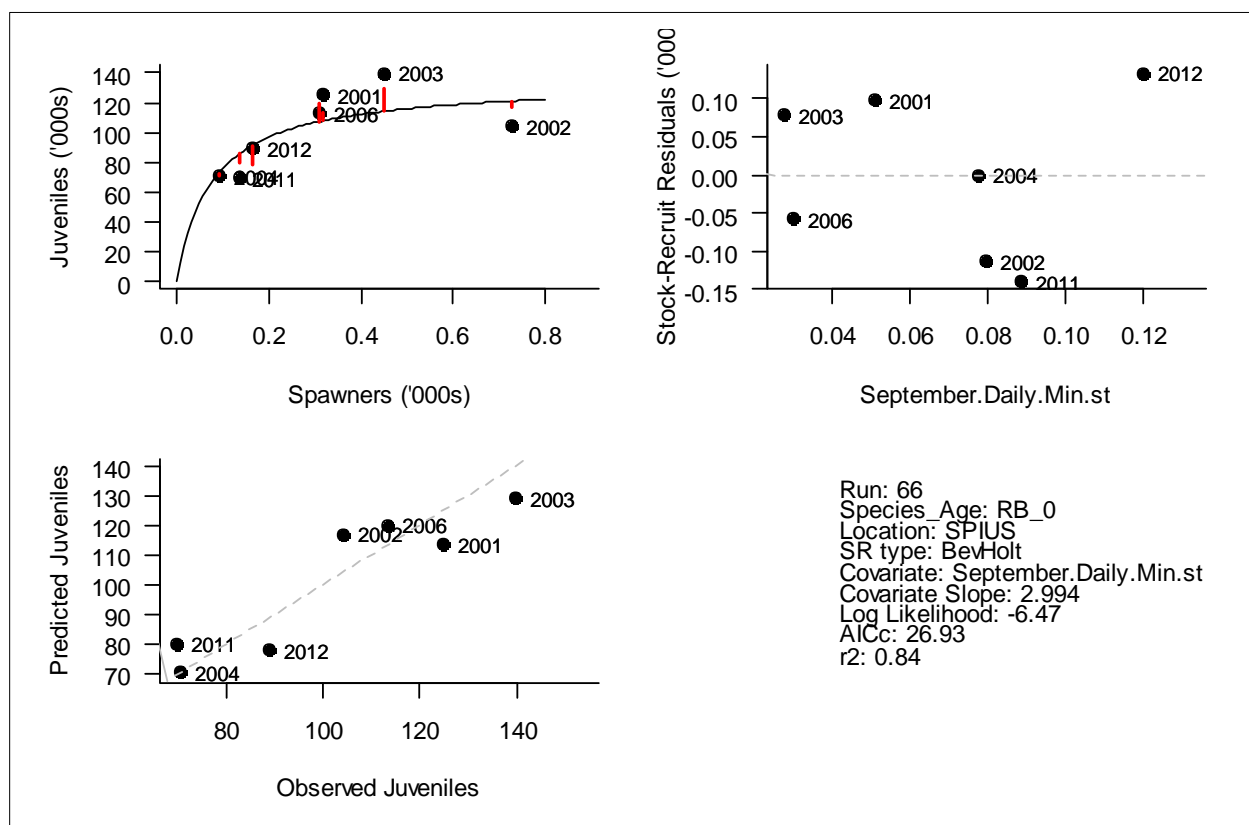 Juveniles ('000s)
140
120
100
80
60
40
20
0
2003
2001
2006
2002
2012
2004
2011
0.0 0.2 0.4 0.6 0.8
Spawners ('000s)
Stock-Recruit Residuals ('000
0.10
0.05
0.00
-0.05
-0.10
-0.15
2012
2001
2003
2004
2006
2002
2011
0.04 0.06 0.08 0.10 0.12
September.Daily.Min.st
Predicted Juveniles
140
130
120
110
100
90
80
70
2003
2006
2002
2001
2011
2012
2004
80 100 120 140
Observed Juveniles
Run: 66
Species_Age: RB_0
Location: SPIUS
SR type: BevHolt
Covariate: September.Daily.Min.st
Covariate Slope: 2.994
Log Likelihood: -6.47
AICc: 26.93
r2: 0.84